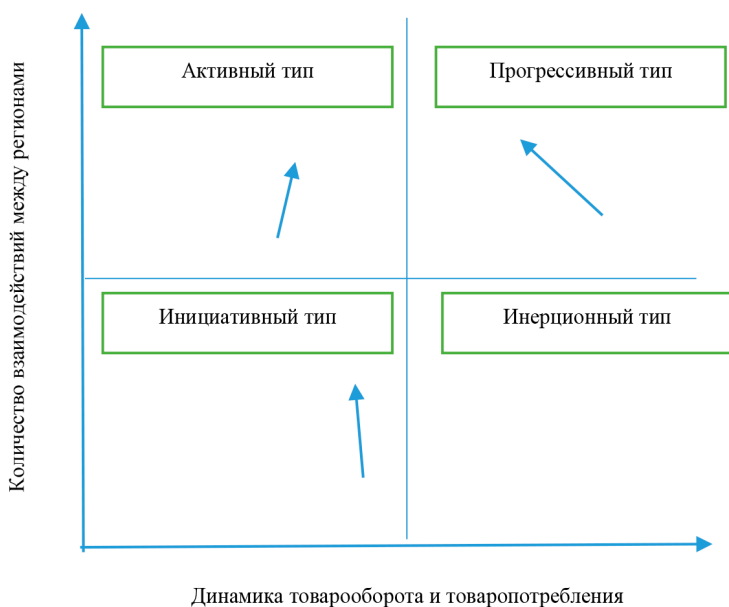 Количество взаимодействий между регионами
Активный тип
Прогрессивный тип
Инициативный тип
Инерционный тип
Динамика товарооборота и товаропотребления